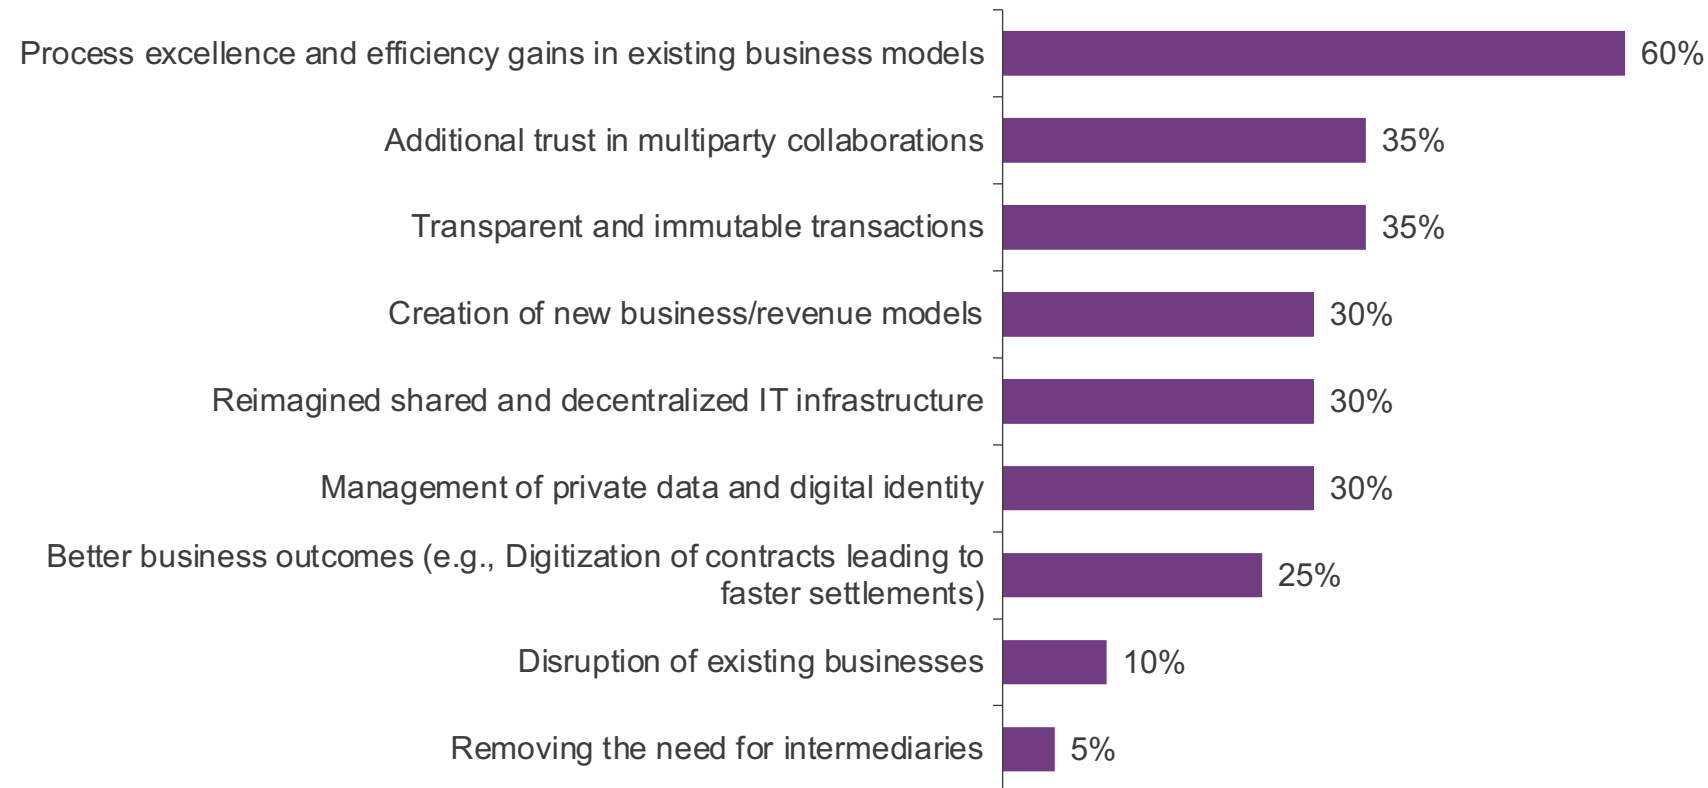 Process excellence and efficiency gains in existing business models
60%
Additional trust in multiparty collaborations
35%
Transparent and immutable transactions
35%
Creation of new business/revenue models
30%
Reimagined shared and decentralized IT infrastructure
30%
Management of private data and digital identity
30%
Better business outcomes (e.g., Digitization of contracts leading to
faster settlements)
25%
Disruption of existing businesses
10%
Removing the need for intermediaries
5%